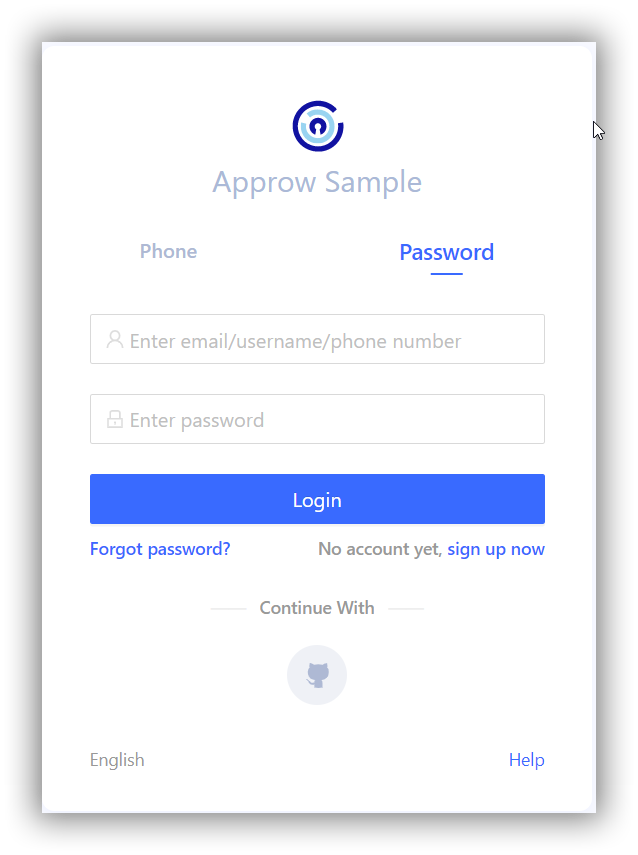 Approw Sample
Phone Password
Enter email/username/phone number
Enter password
Login
Forgot password? No account yet, sign up now
Continue With
English Help